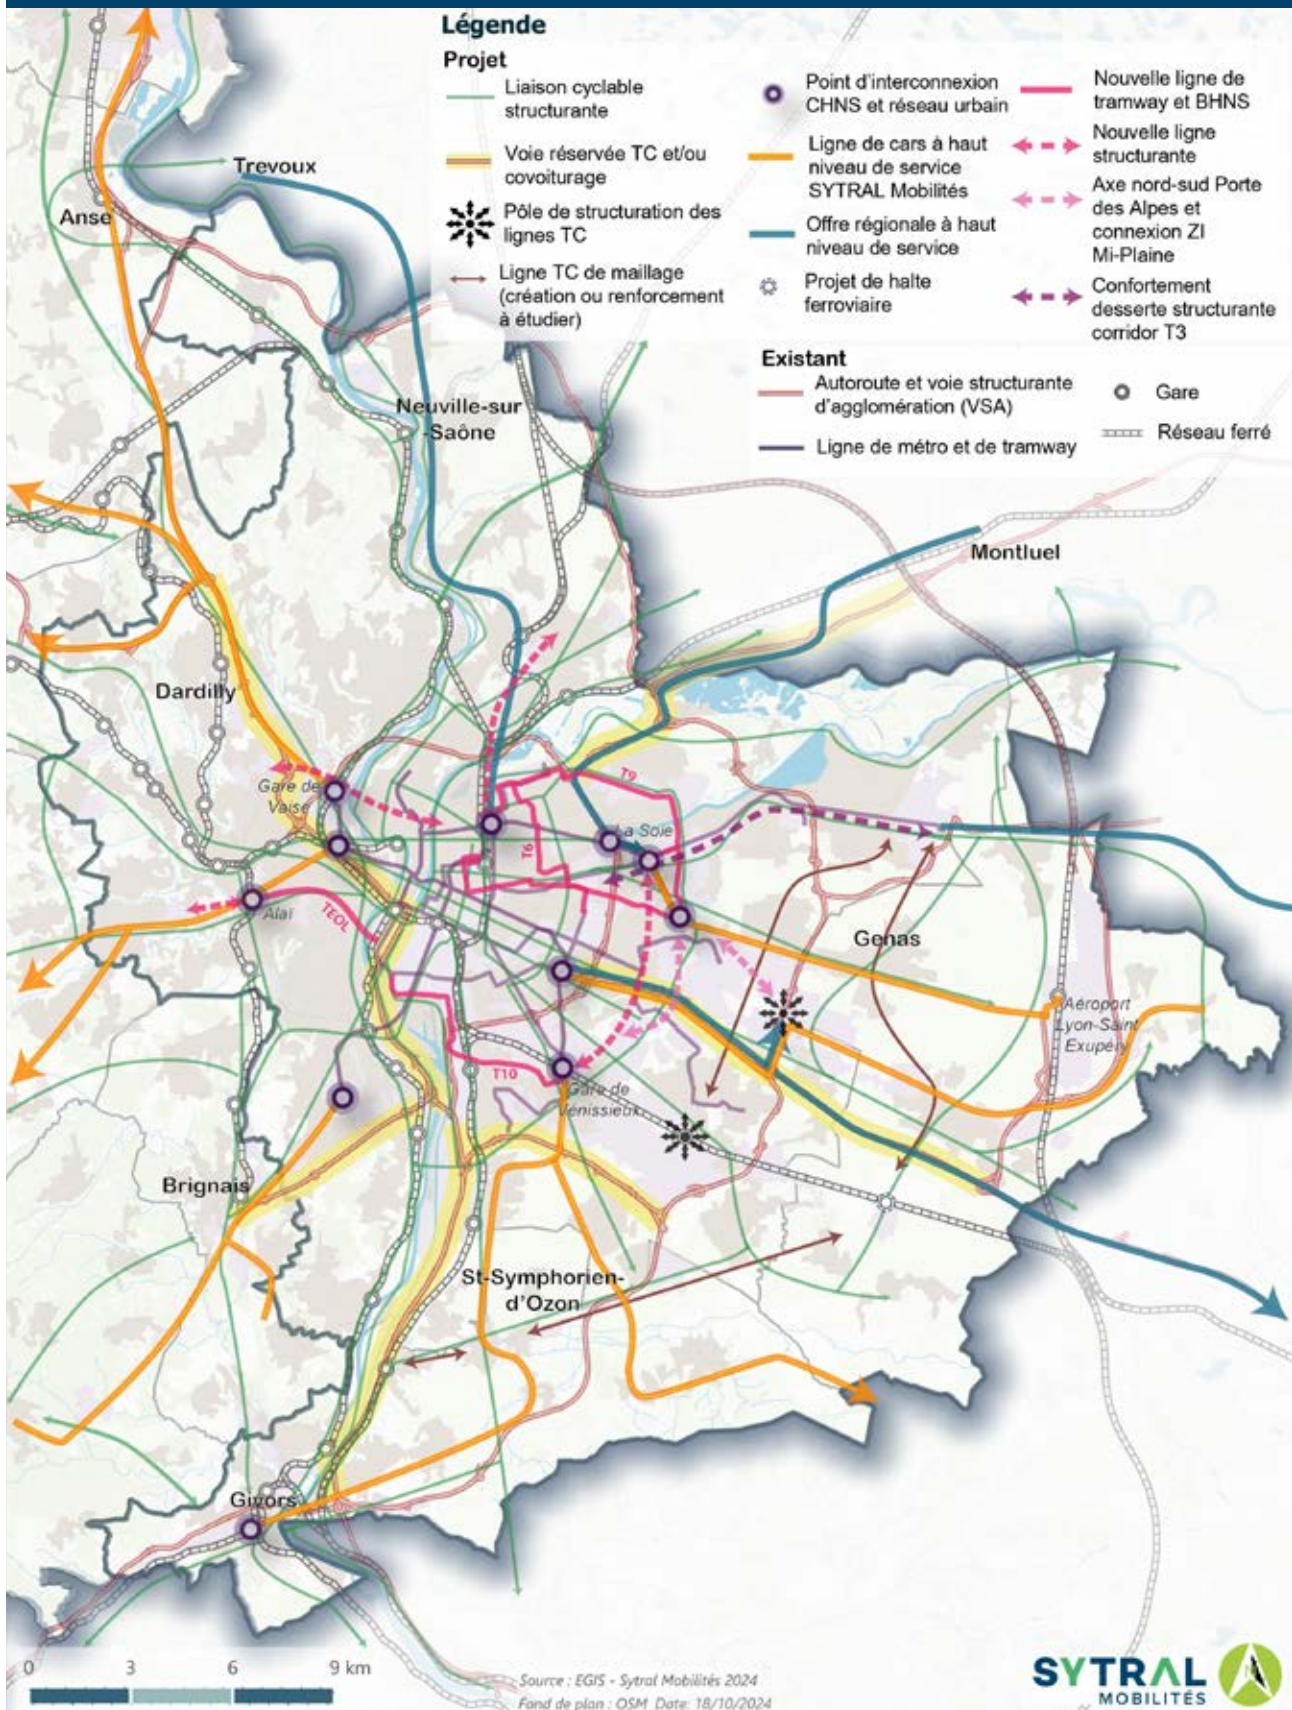 Légende
Projet
Liaison cyclable
structurante
Voie réservée TC et/ou
covoiturage
Pôle de structuration des
lignes TC
Ligne TC de maillage
(création ou renforcement
à étudier)
Point d'interconnexion
CHNS et réseau urbain
Ligne de cars à haut
niveau de service
SYTRAL Mobilités
Offre régionale à haut
niveau de service
Projet de halte
ferroviaire
Nouvelle ligne de
tramway et BHNS
Nouvelle ligne
structurante
Axe nord-sud Porte
des Alpes et
connexion ZI
Mi-Plaine
Confortement
desserte structurante
corridor T3
Existant
Autoroute et voie structurante
d'agglomération (VSA)
Ligne de métro et de tramway
Gare
Réseau ferré
Trevoux
Anse
Neuville-sur
-Saône
Montluel
Dardilly
Gare de
Vaise
T9
La Soie
T6
Alaï
TEOL
Genas
Aéroport
Lyon-Saint
Exupéry
T10
Gare de
Vénissieux
Brignais
St-Symphorien-
d'Ozon
Givors
0 3 6 9 km
Source : EGIS - Sytral Mobilités 2024
Fond de plan : OSM Date: 18/10/2024
SYTRAL
MOBILITÉS